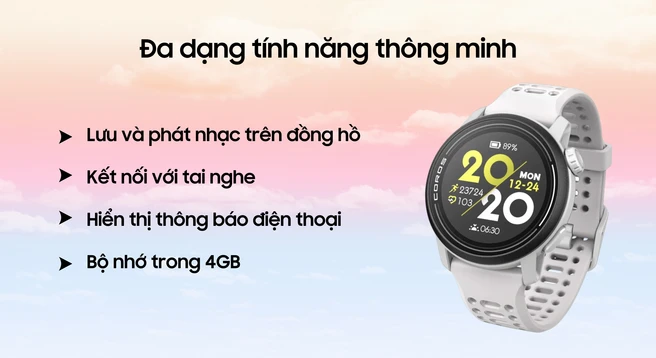 Đa dạng tính năng thông minh
Lưu và phát nhạc trên đồng hồ
Kết nối với tai nghe
Hiển thị thông báo điện thoại
Bộ nhớ trong 4GB
COROS
89%
20 MON
12-24
23724
103 20
06:30